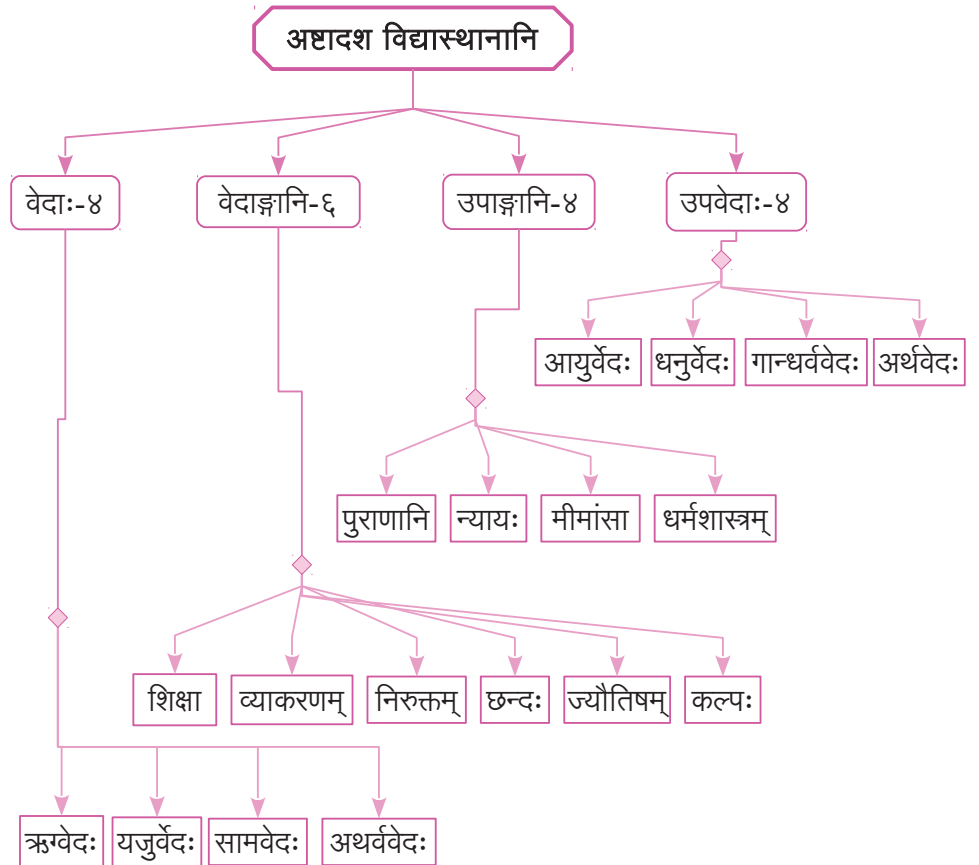 अष्टादश विद्यास्थानानि
वेदाः-४ वेदाङ्गानि-६ उपाङ्गानि-४ उपवेदाः-४
आयुर्वेदः धनुर्वेदः गान्धर्ववेदः अर्थवेदः
पुराणानि न्यायः मीमांसा धर्मशास्त्रम्
शिक्षा व्याकरणम् निरुक्तम् छन्दः ज्यौतिषम् कल्पः
ऋग्वेदः यजुर्वेदः सामवेदः अथर्ववेदः